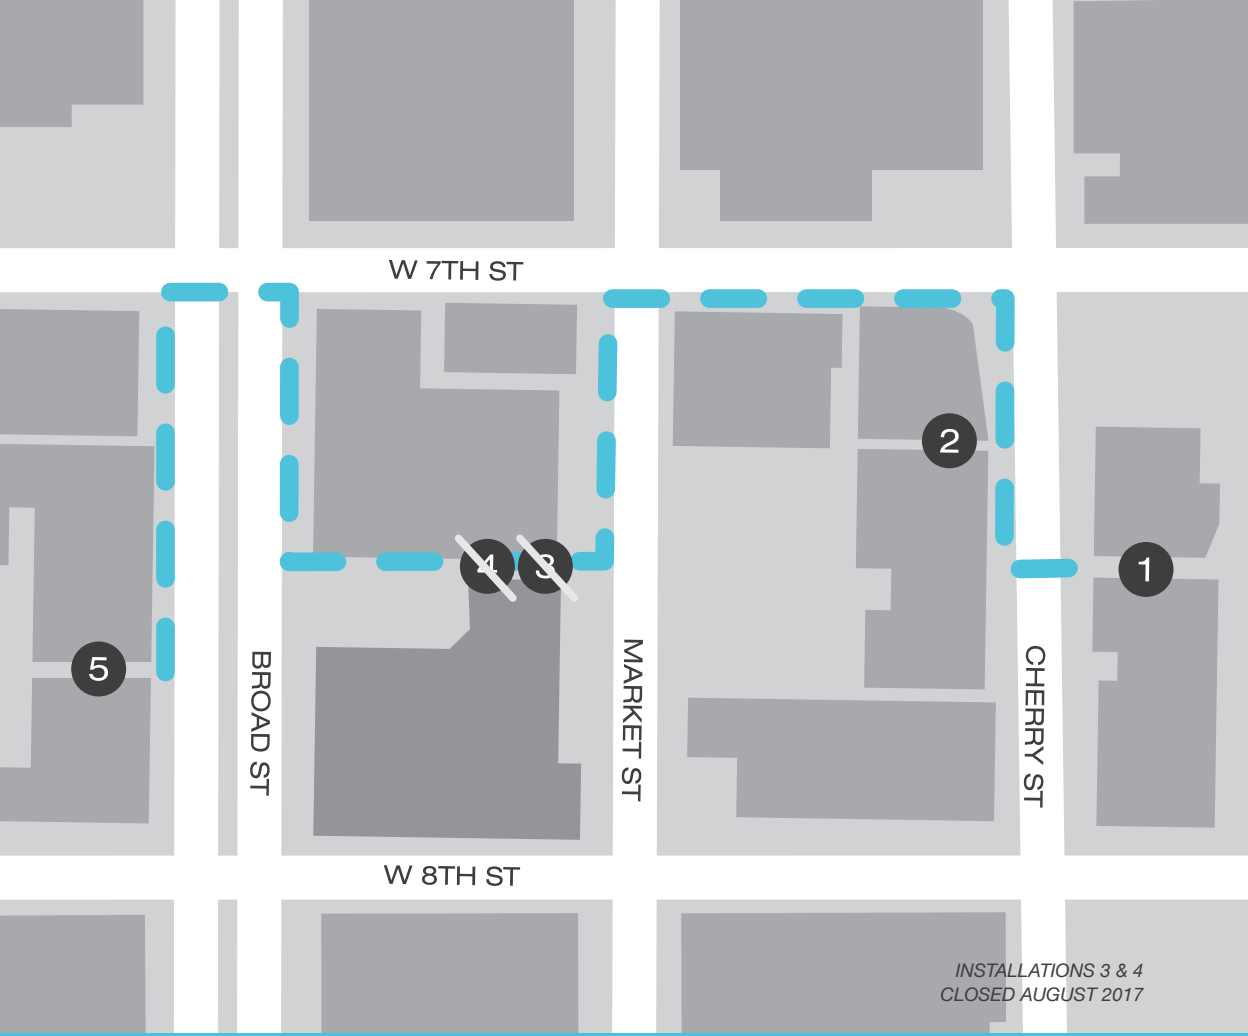 W 7TH ST
2
4
3
1
5
BROAD ST
MARKET ST
CHERRY ST
W 8TH ST
INSTALLATIONS 3 & 4
CLOSED AUGUST 2017